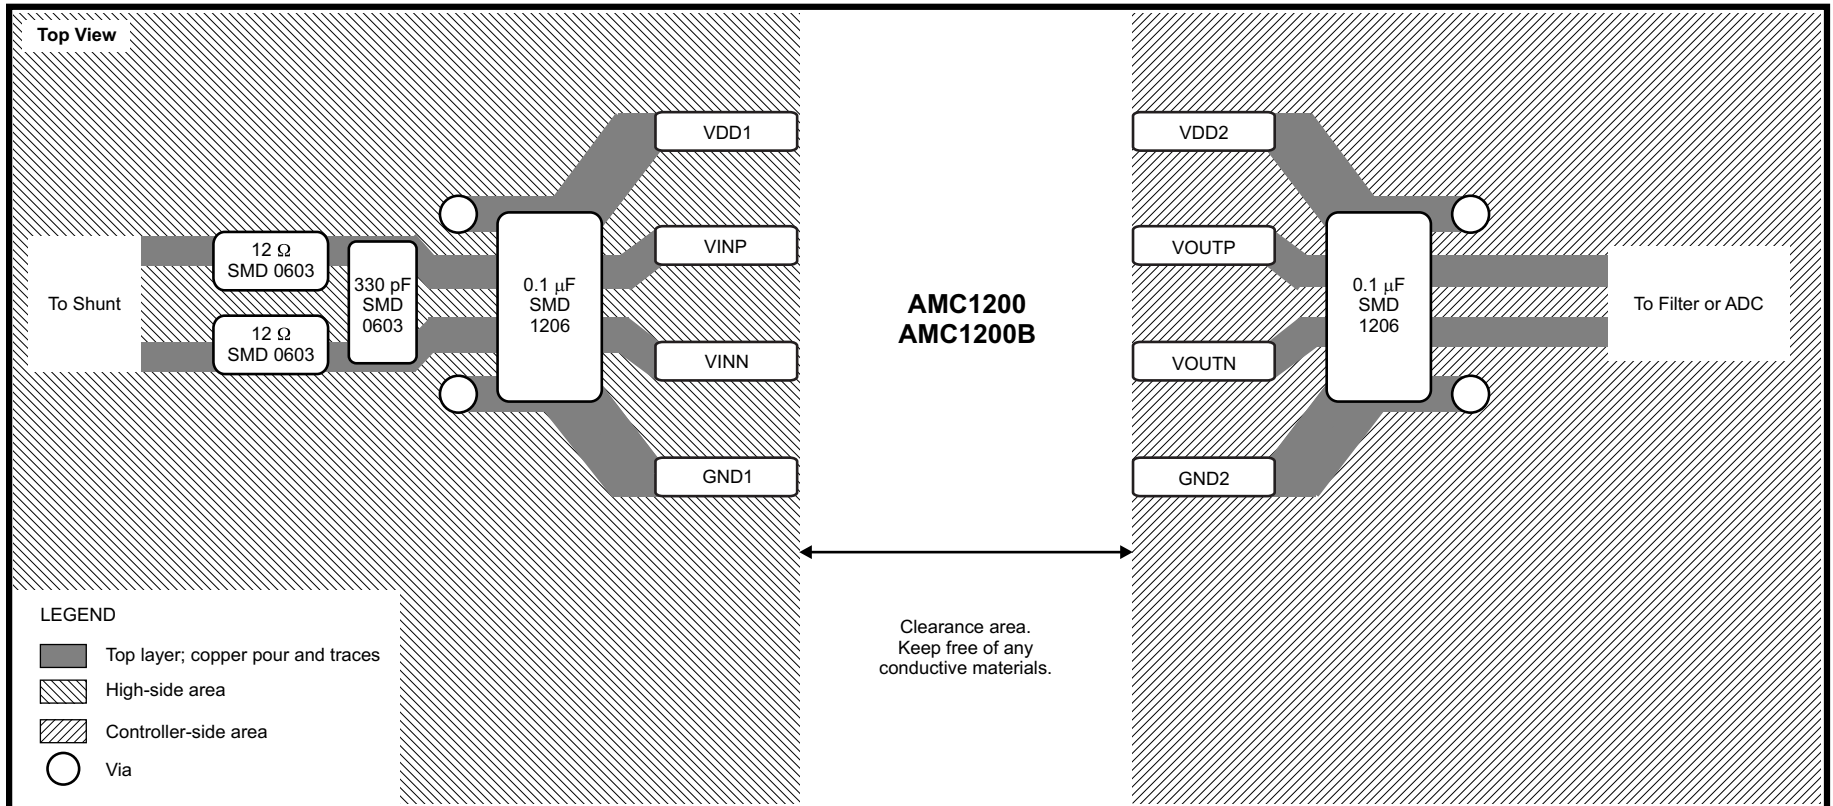 Top View
VDD1
VINP
VINN
GND1
12 Ω
SMD 0603
12 Ω
SMD 0603
330 pF
SMD
0603
0.1 μF
SMD
1206
To Shunt
AMC1200
AMC1200B
VDD2
VOUTP
VOUTN
GND2
0.1 μF
SMD
1206
To Filter or ADC
Clearance area.
Keep free of any
conductive materials.
LEGEND
Top layer; copper pour and traces
High-side area
Controller-side area
Via